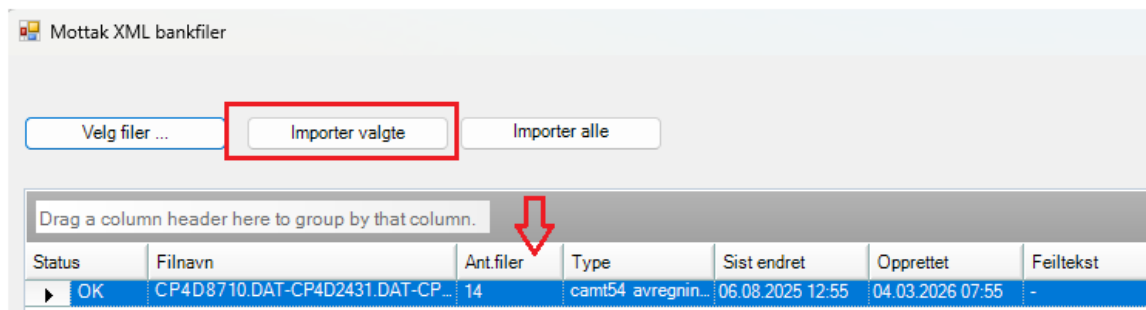 Mottak XML bankfiler
Velg filer ... Importer valgte Importer alle
Drag a column header here to group by that column.
Status Filnavn Ant.filer Type Sist endret Opprettet Feiltekst
OK CP4D8710.DAT-CP4D2431.DAT-CP... 14 camt54 avregnin... 06.08.2025 12:55 04.03.2026 07:55 -